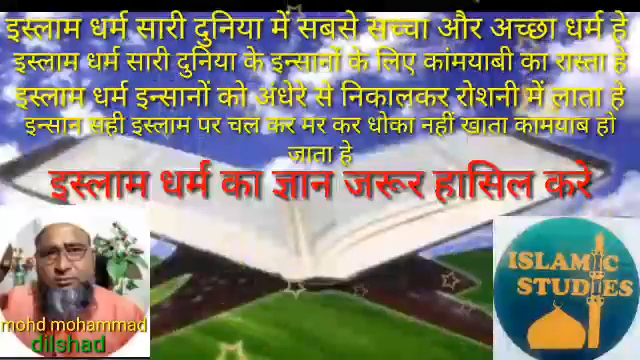 इस्लाम धर्म सारी दुनिया में सबसे सच्चा और अच्छा धर्म हे
इस्लाम धर्म सारी दुनिया के इन्सानों के लिए कांमयाबी का रास्ता हे
इस्लाम धर्म इन्सानों को अंधेरे से निकालकर रोशनी में लाता हे
इन्सान सही इस्लाम पर चल कर मर कर धोका नहीं खाता कामयाब हो
जाता हे
इस्लाम धर्म का ज्ञान जरूर हासिल करे
mohd mohammad
dilshad
ISLAMIC
STUDIES